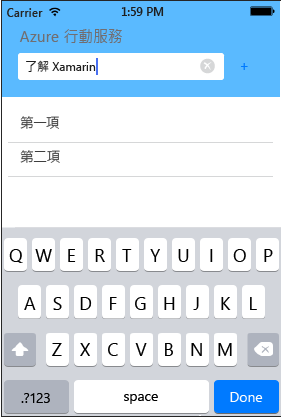 Carrier 1:59 PM
Azure 行動服務
了解 Xamarin
+
第一項
第二項
Q W E R T Y U I O P
A S D F G H J K L
Z X C V B N M
.?123 space Done